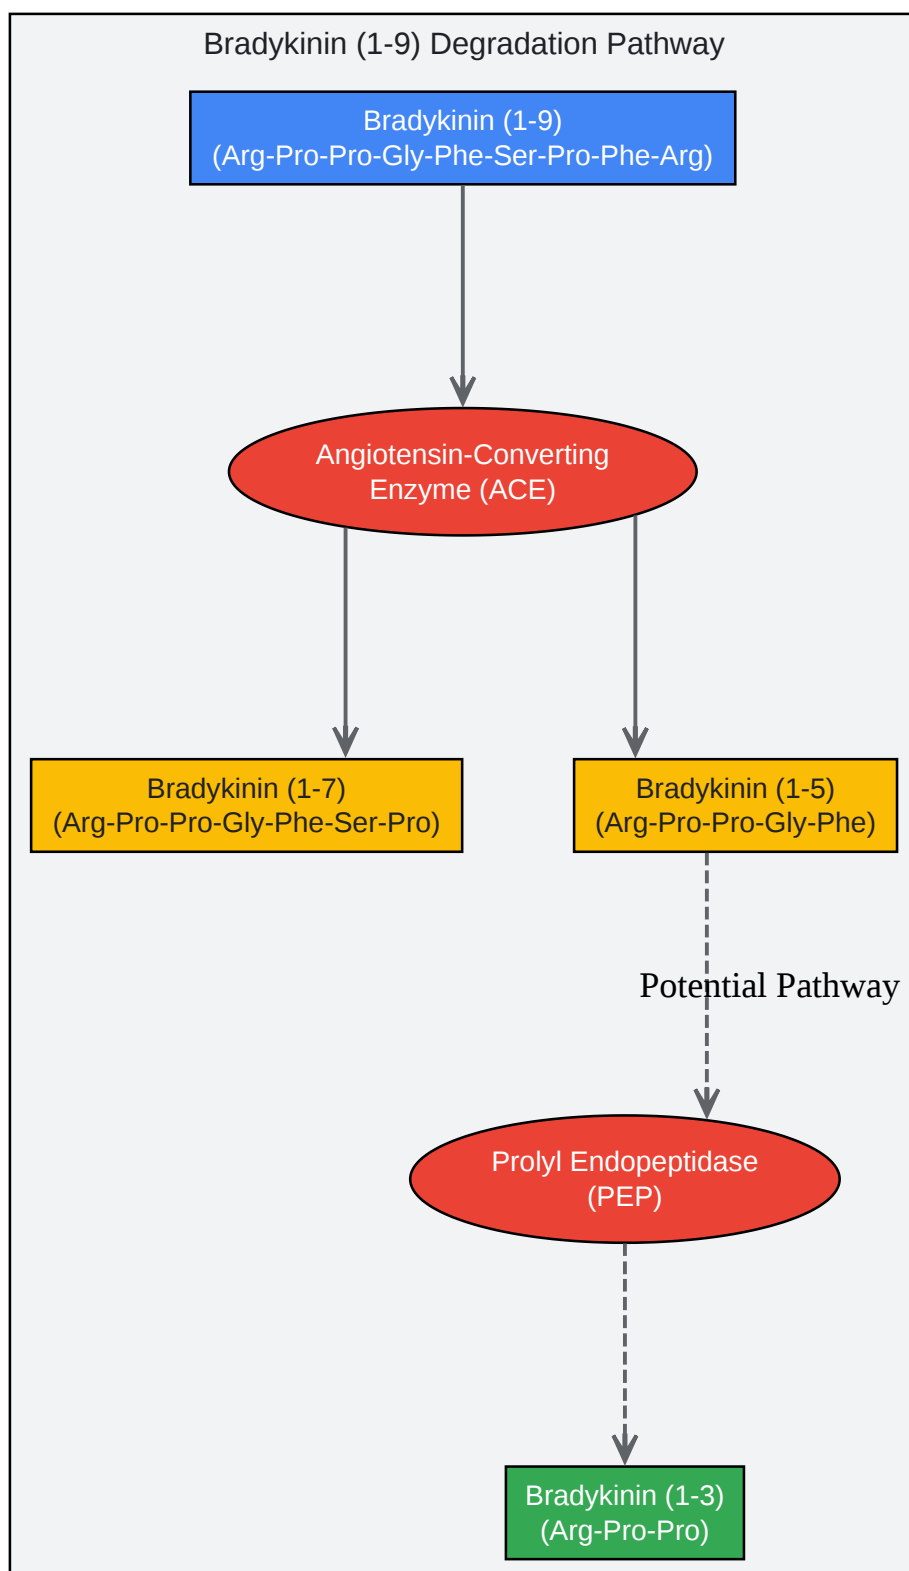 Bradykinin (1-9) Degradation Pathway
Bradykinin (1-9)
(Arg-Pro-Pro-Gly-Phe-Ser-Pro-Phe-Arg)
Angiotensin-Converting
Enzyme (ACE)
Bradykinin (1-7)
(Arg-Pro-Pro-Gly-Phe-Ser-Pro)
Bradykinin (1-5)
(Arg-Pro-Pro-Gly-Phe)
Potential Pathway
Prolyl Endopeptidase
(PEP)
Bradykinin (1-3)
(Arg-Pro-Pro)